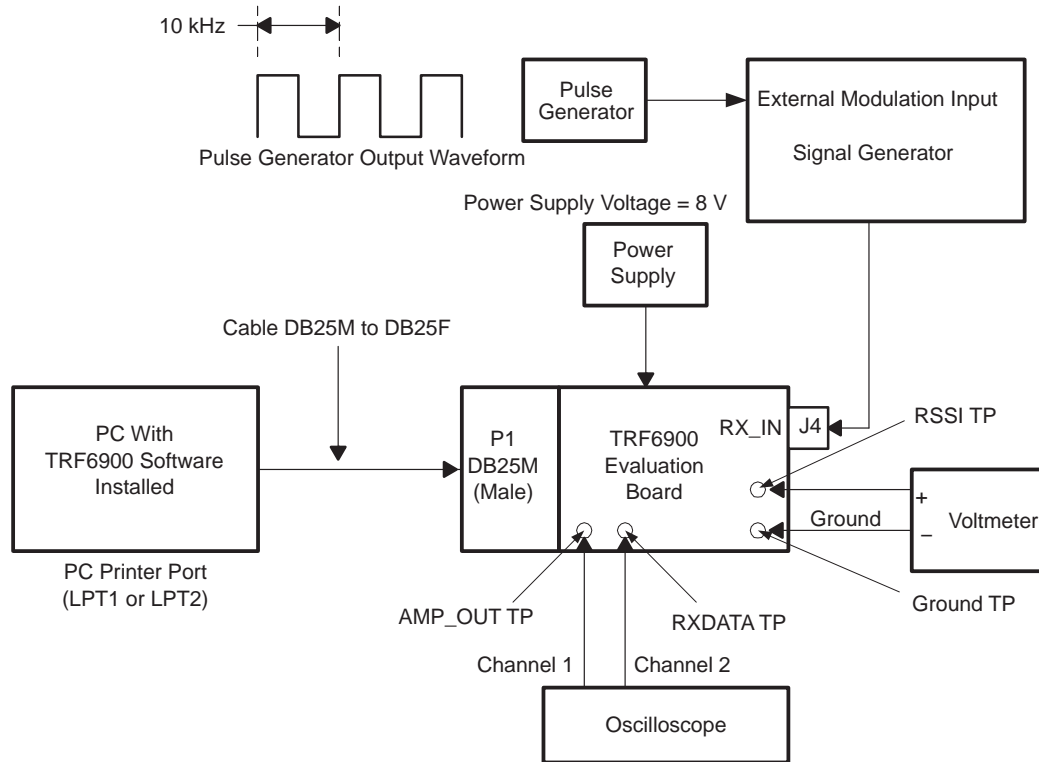 10 kHz
Pulse Generator Output Waveform
Pulse
Generator
External Modulation Input
Signal Generator
Power Supply Voltage = 8 V
Power
Supply
Cable DB25M to DB25F
PC With
TRF6900 Software
Installed
PC Printer Port
(LPT1 or LPT2)
P1
DB25M
(Male)
TRF6900
Evaluation
Board
RX_IN
J4
RSSI TP
+
Ground
–
Voltmeter
Ground TP
AMP_OUT TP
RXDATA TP
Channel 1
Channel 2
Oscilloscope